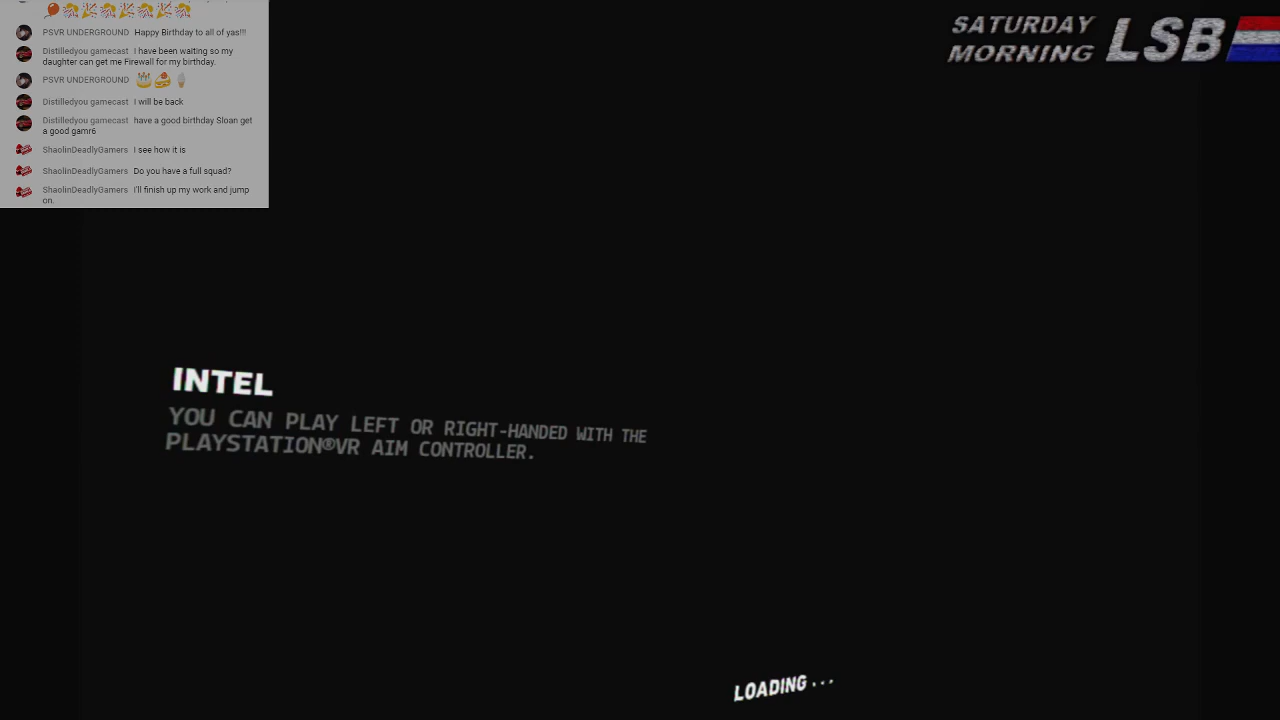 PSVR UNDERGROUND Happy Birthday to all of yas!!!
Distilledyou gamecast I have been waiting so my
daughter can get me Firewall for my birthday.
PSVR UNDERGROUND
Distilledyou gamecast I will be back
Distilledyou gamecast have a good birthday Sloan get
a good gamr6
ShaolinDeadlyGamers I see how it is
ShaolinDeadlyGamers Do you have a full squad?
ShaolinDeadlyGamers I'll finish up my work and jump
on.
SATURDAY
MORNING
LSB
INTEL
YOU CAN PLAY LEFT OR RIGHT-HANDED WITH THE
PLAYSTATION®VR AIM CONTROLLER.
LOADING...